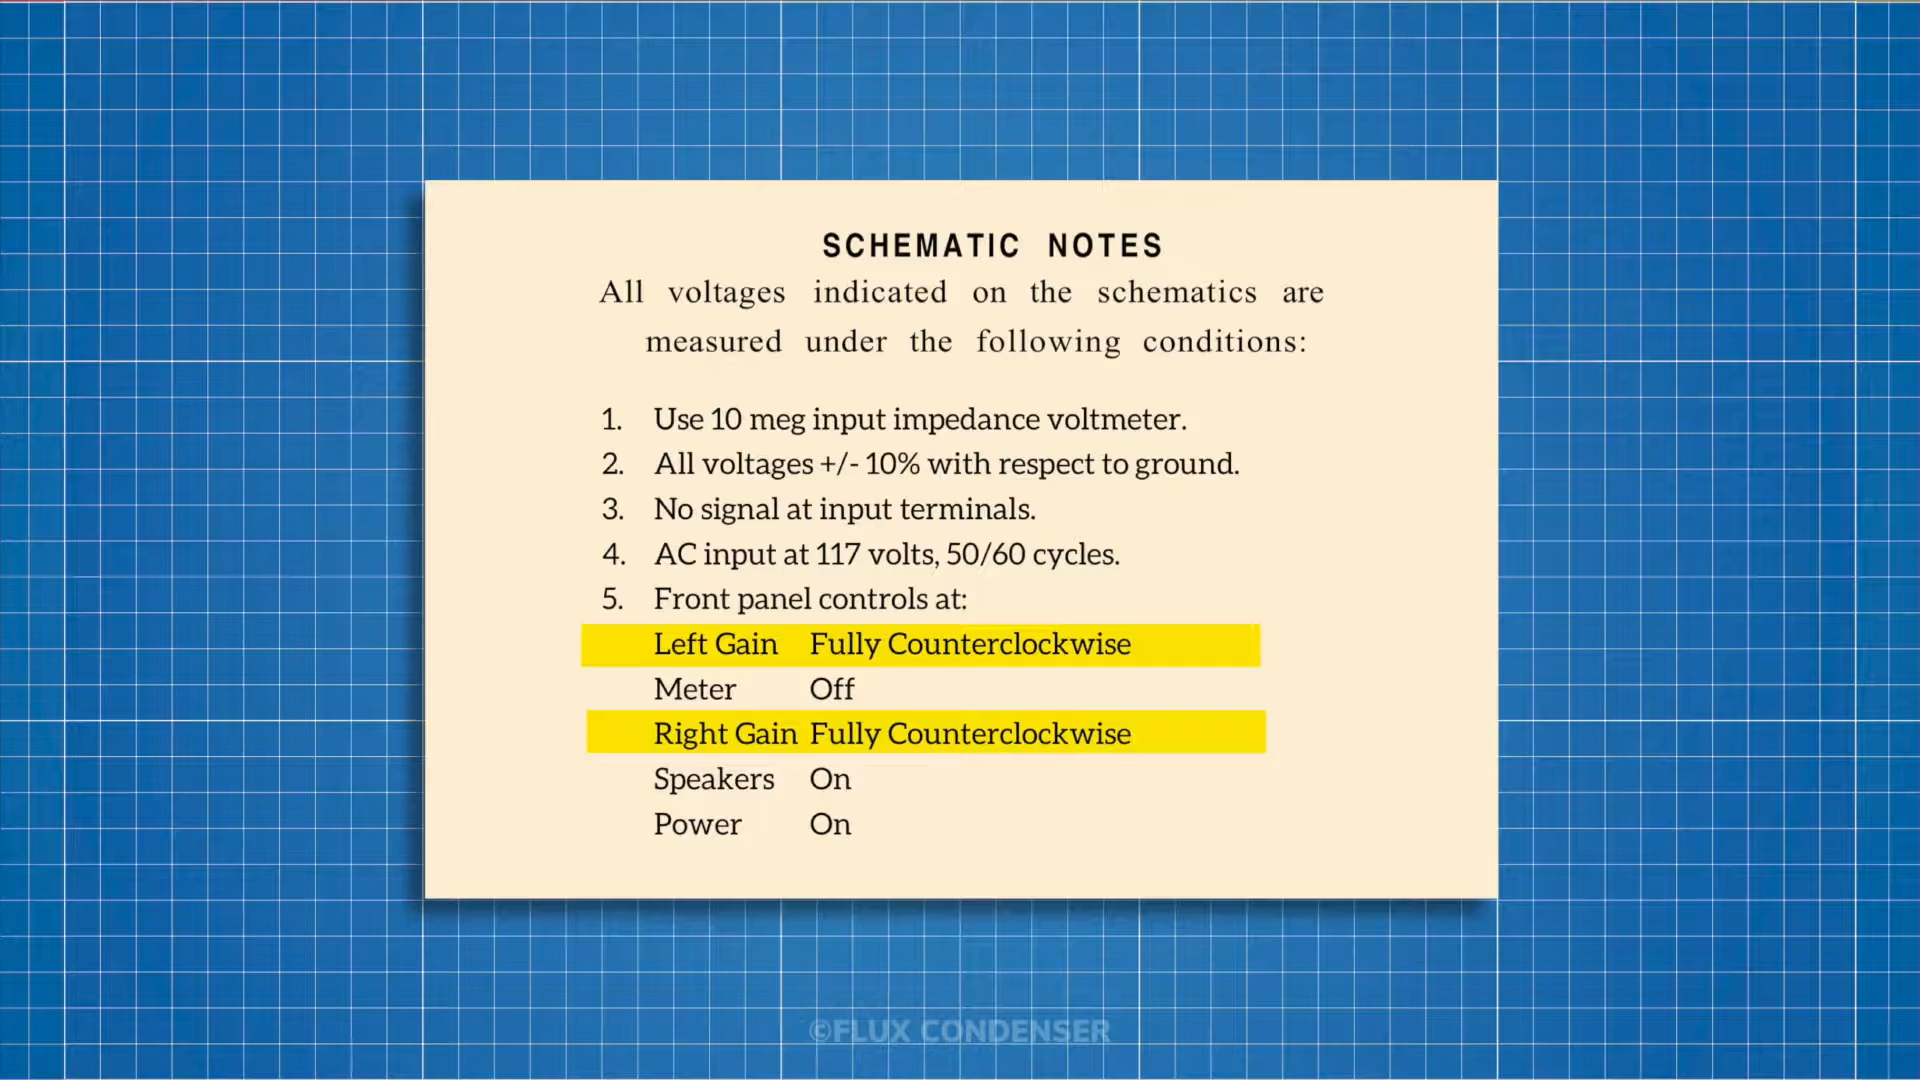 SCHEMATIC NOTES
All voltages indicated on the schematics are
measured under the following conditions:
1. Use 10 meg input impedance voltmeter.
2. All voltages +/- 10% with respect to ground.
3. No signal at input terminals.
4. AC input at 117 volts, 50/60 cycles.
5. Front panel controls at:
Left Gain Fully Counterclockwise
Meter Off
Right Gain Fully Counterclockwise
Speakers On
Power On
©FLUX CONDENSER